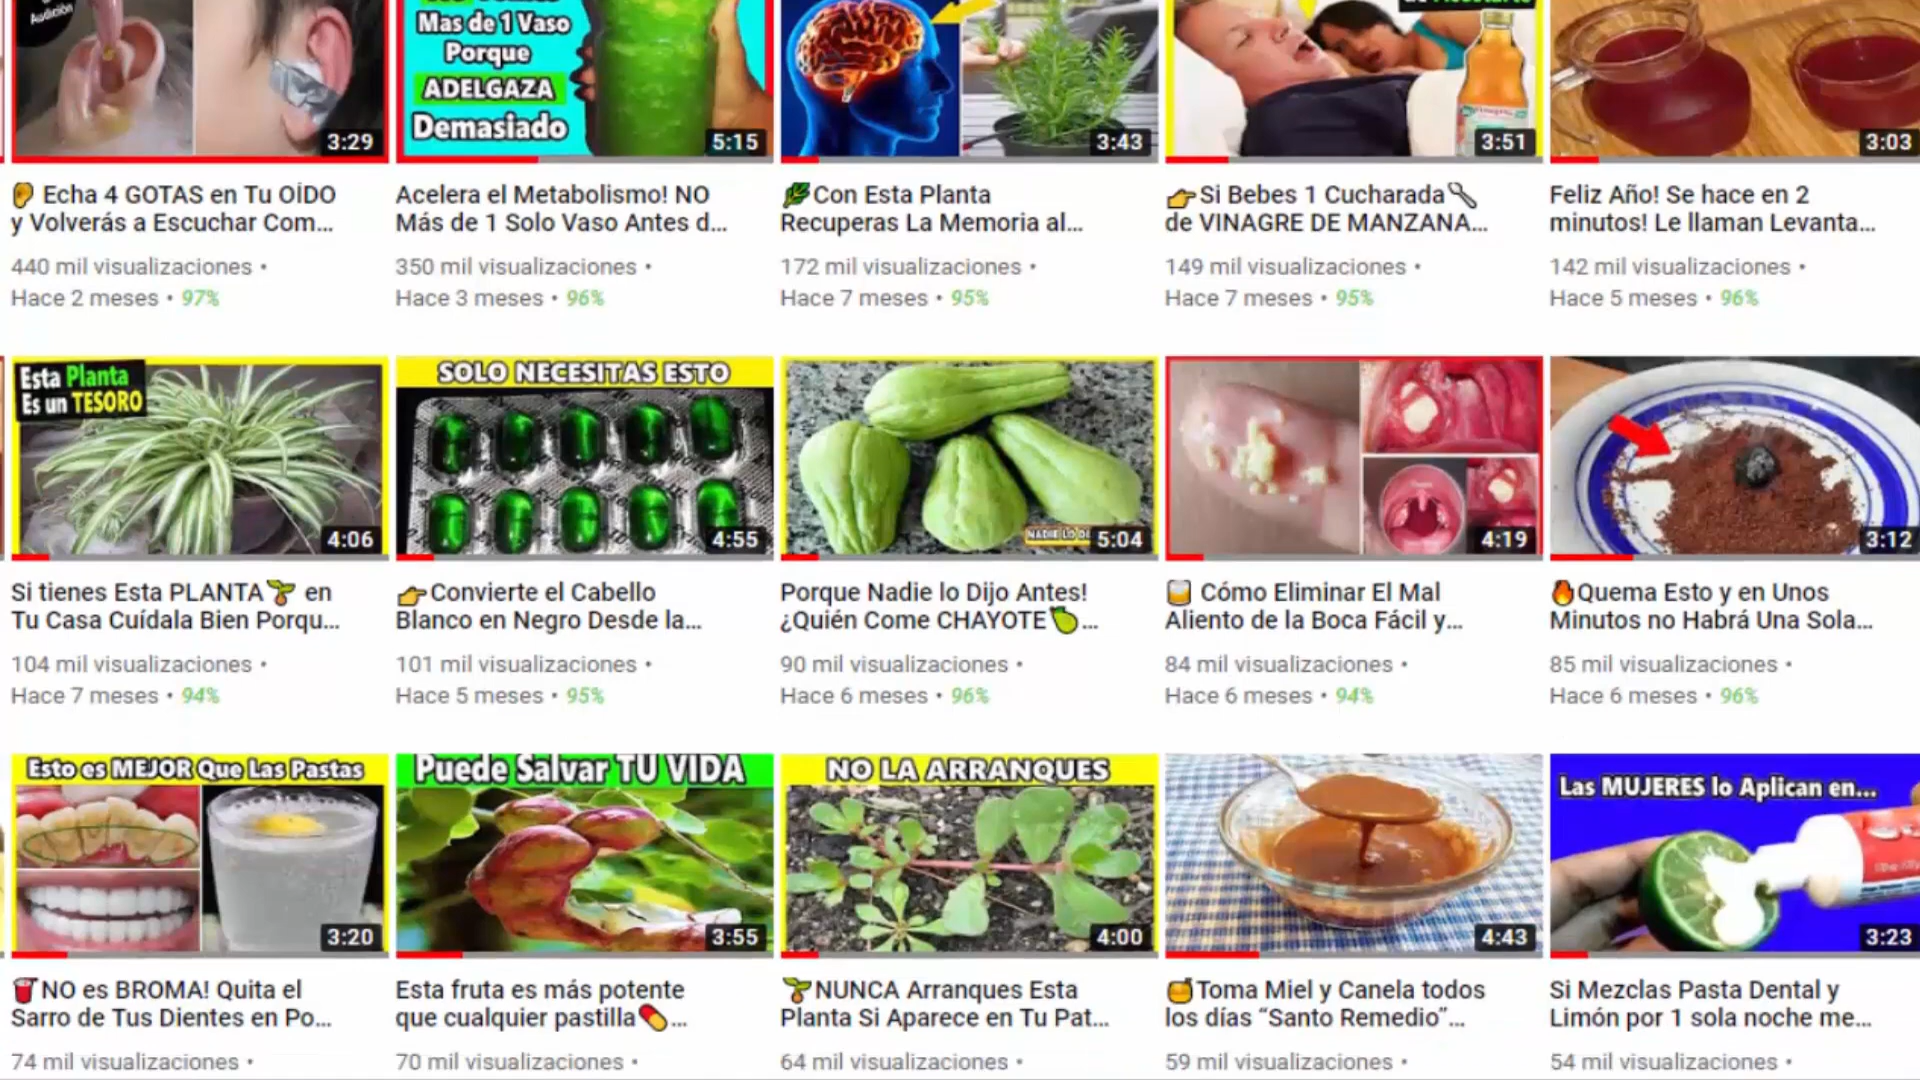 Audición
Mas de 1 Vaso
Porque
ADELGAZA
Demasiado
3:29
5:15
3:43
3:51
3:03
Echa 4 GOTAS en Tu OÍDO
y Volverás a Escuchar Com...
440 mil visualizaciones •
Hace 2 meses • 97%
Acelera el Metabolismo! NO
Más de 1 Solo Vaso Antes d...
350 mil visualizaciones •
Hace 3 meses • 96%
Con Esta Planta
Recuperas La Memoria al...
172 mil visualizaciones •
Hace 7 meses • 95%
Si Bebes 1 Cucharada
de VINAGRE DE MANZANA...
149 mil visualizaciones •
Hace 7 meses • 95%
Feliz Año! Se hace en 2
minutos! Le llaman Levanta...
142 mil visualizaciones •
Hace 5 meses • 96%
Esta Planta
Es un TESORO
4:06
SOLO NECESITAS ESTO
4:55
NADIE LO
5:04
4:19
3:12
Si tienes Esta PLANTA en
Tu Casa Cuídala Bien Porqu...
104 mil visualizaciones •
Hace 7 meses • 94%
Convierte el Cabello
Blanco en Negro Desde la...
101 mil visualizaciones •
Hace 5 meses • 95%
Porque Nadie lo Dijo Antes!
¿Quién Come CHAYOTE...
90 mil visualizaciones •
Hace 6 meses • 96%
Cómo Eliminar El Mal
Aliento de la Boca Fácil y...
84 mil visualizaciones •
Hace 6 meses • 94%
Quema Esto y en Unos
Minutos no Habrá Una Sola...
85 mil visualizaciones •
Hace 6 meses • 96%
Esto es MEJOR Que Las Pastas
3:20
Puede Salvar TU VIDA
3:55
NO LA ARRANQUES
4:00
4:43
Las MUJERES lo Aplican en...
3:23
NO es BROMA! Quita el
Sarro de Tus Dientes en Po...
74 mil visualizaciones •
Esta fruta es más potente
que cualquier pastilla...
70 mil visualizaciones •
NUNCA Arranques Esta
Planta Si Aparece en Tu Pat...
64 mil visualizaciones •
Toma Miel y Canela todos
los días “Santo Remedio”...
59 mil visualizaciones •
Si Mezclas Pasta Dental y
Limón por 1 sola noche me...
54 mil visualizaciones •